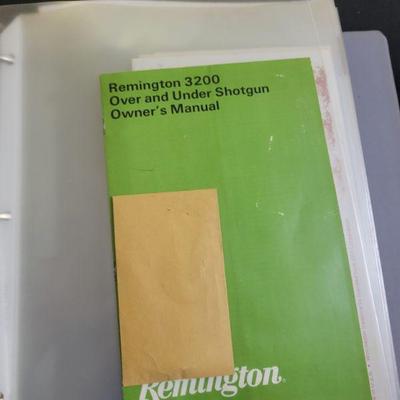 Remington 3200
Over and Under Shotgun
Owner's Manual
Remington®